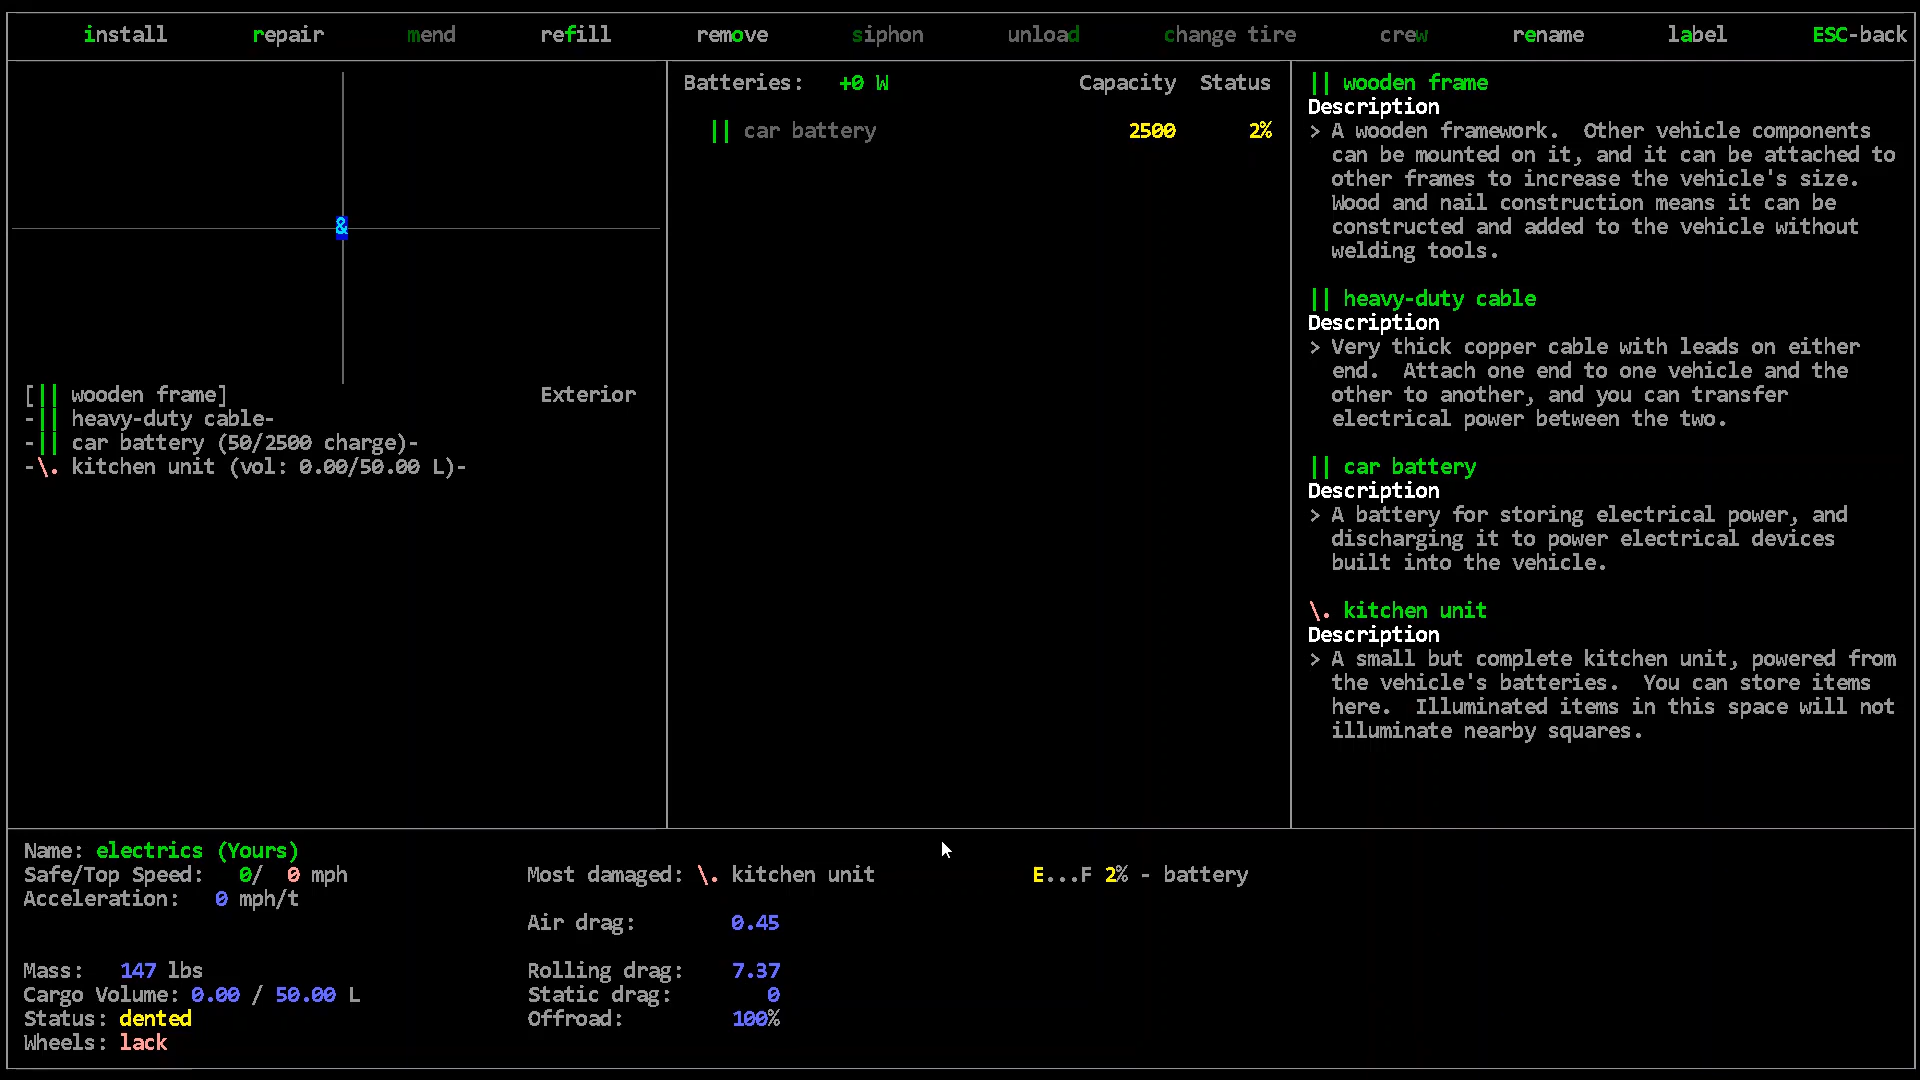 install repair mend refill remove siphon unload change tire crew rename label ESC-back
Batteries: +0 W Capacity Status
|| car battery 2500 2%
&
[|| wooden frame] Exterior
-|| heavy-duty cable-
-|| car battery (50/2500 charge)-
-\. kitchen unit (vol: 0.00/50.00 L)-
|| wooden frame
Description
> A wooden framework.  Other vehicle components
can be mounted on it, and it can be attached to
other frames to increase the vehicle's size.
Wood and nail construction means it can be
constructed and added to the vehicle without
welding tools.
|| heavy-duty cable
Description
> Very thick copper cable with leads on either
end.  Attach one end to one vehicle and the
other to another, and you can transfer
electrical power between the two.
|| car battery
Description
> A battery for storing electrical power, and
discharging it to power electrical devices
built into the vehicle.
\. kitchen unit
Description
> A small but complete kitchen unit, powered from
the vehicle's batteries.  You can store items
here.  Illuminated items in this space will not
illuminate nearby squares.
Name: electrics (Yours)
Safe/Top Speed: 0/ 0 mph
Acceleration: 0 mph/t
Mass: 147 lbs
Cargo Volume: 0.00 / 50.00 L
Status: dented
Wheels: lack
Most damaged: \. kitchen unit
Air drag: 0.45
Rolling drag: 7.37
Static drag: 0
Offroad: 100%
E...F 2% - battery